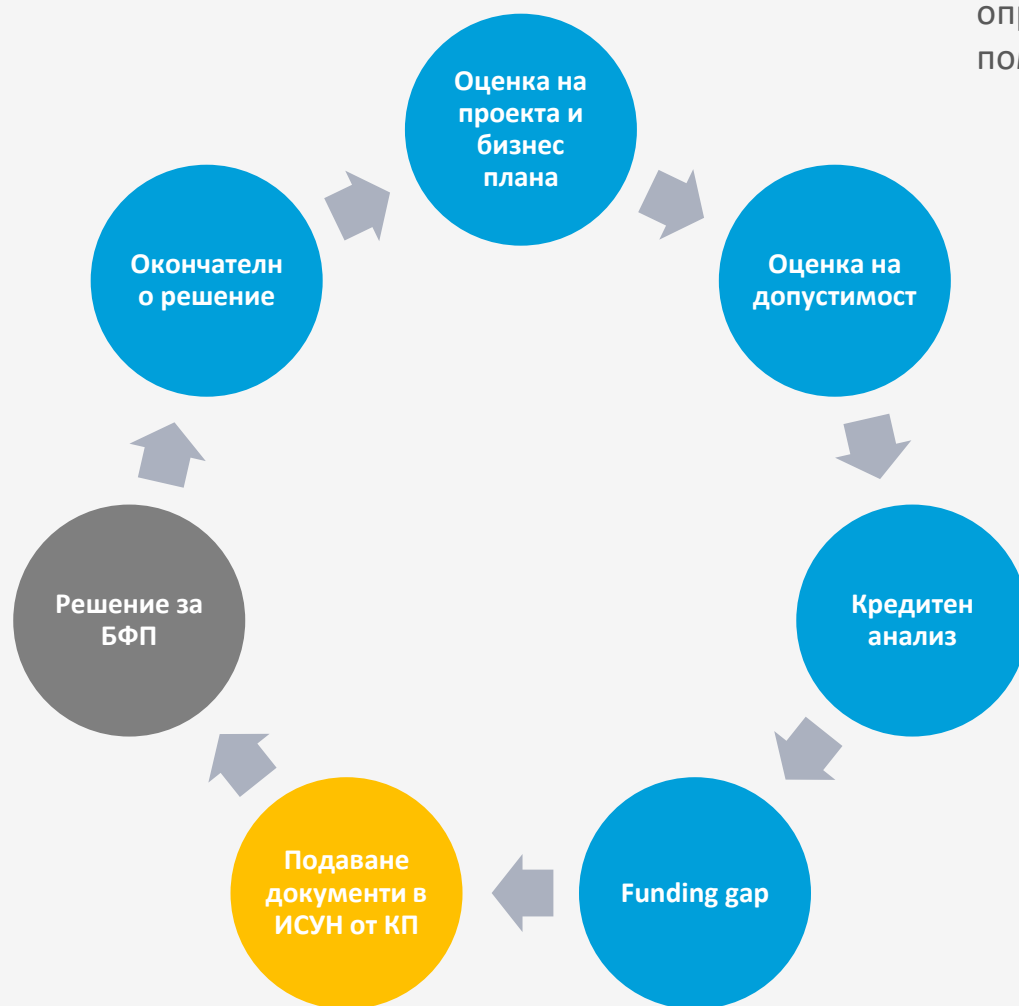 Оценка на
проекта и
бизнес
плана
Оценка на
допустимост
Кредитен
анализ
Funding gap
Подаване
документи в
ИСУН от КП
Решение за
БФП
Окончателн
о решение